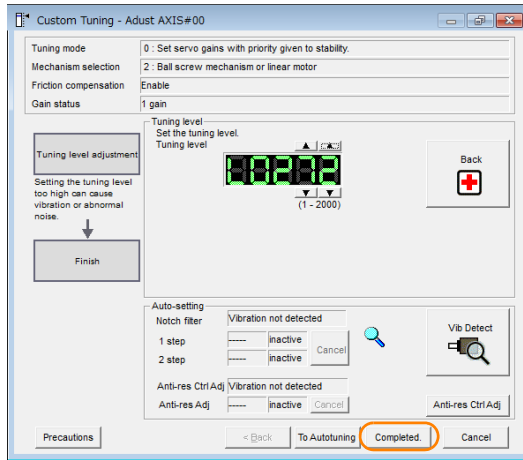 Custom Tuning - Adust AXIS#00
Tuning mode
0 : Set servo gains with priority given to stability.
Mechanism selection
2 : Ball screw mechanism or linear motor
Friction compensation
Enable
Gain status
1 gain
Tuning level adjustment
Setting the tuning level
too high can cause
vibration or abnormal
noise.
Finish
Tuning level
Set the tuning level.
Tuning level
L0272
(1 - 2000)
Back
Auto-setting
Notch filter
Vibration not detected
1 step
-----
inactive
2 step
-----
inactive
Cancel
Anti-res Ctrl Adj
Vibration not detected
Anti-res Adj
-----
inactive
Cancel
Vib Detect
Anti-res Ctrl Adj
Precautions
< Back
To Autotuning
Completed.
Cancel